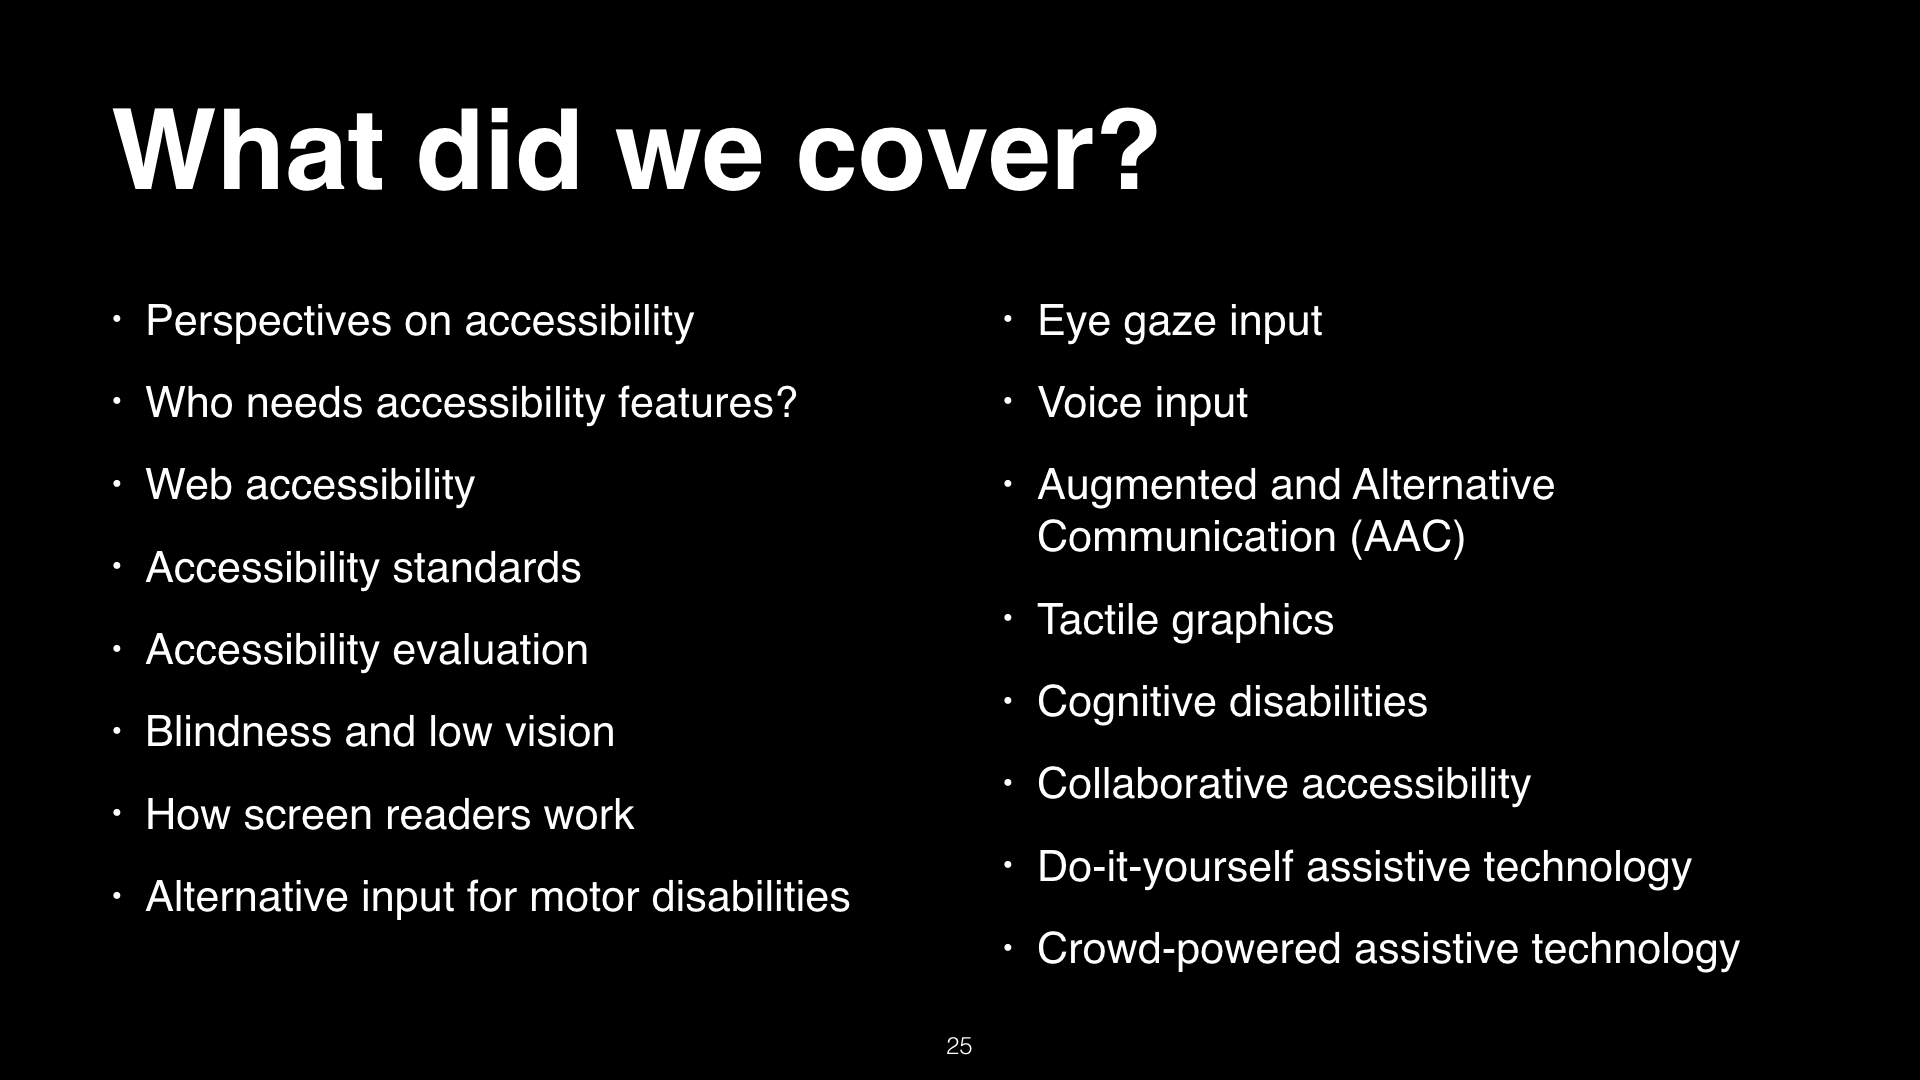 What did we cover?
• Perspectives on accessibility
• Who needs accessibility features?
• Web accessibility
• Accessibility standards
• Accessibility evaluation
• Blindness and low vision
• How screen readers work
• Alternative input for motor disabilities
• Eye gaze input
• Voice input
• Augmented and Alternative
Communication (AAC)
• Tactile graphics
• Cognitive disabilities
• Collaborative accessibility
• Do-it-yourself assistive technology
• Crowd-powered assistive technology
25